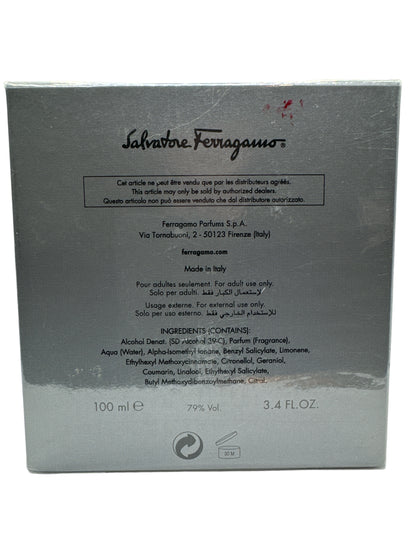 Salvatore Ferragamo®
Cet article ne peut être vendu que par les distributeurs agréés.
This article may only be sold by authorized dealers.
Questo articolo non può essere venduto che dal distributore autorizzato.
Ferragamo Parfums S.p.A.
Via Tornabuoni, 2 - 50123 Firenze (Italy)
ferragamo.com
Made in Italy
Pour adultes seulement. For adult use only.
Solo per adulti. لإستعمال الكبار فقط.
Usage externe. For external use only.
Solo per uso esterno. للإستخدام الخارجي فقط.
INGREDIENTS (CONTAINS):
Alcohol Denat. (SD Alcohol 39-C), Parfum (Fragrance),
Aqua (Water), Alpha-Isomethyl Ionone, Benzyl Salicylate, Limonene,
Ethylhexyl Methoxycinnamate, Citronellol, Geraniol,
Coumarin, Linalool, Ethylhexyl Salicylate,
Butyl Methoxydibenzoylmethane, Citral.
100 ml ℮ 79% Vol. 3.4 FL.OZ.
30 M